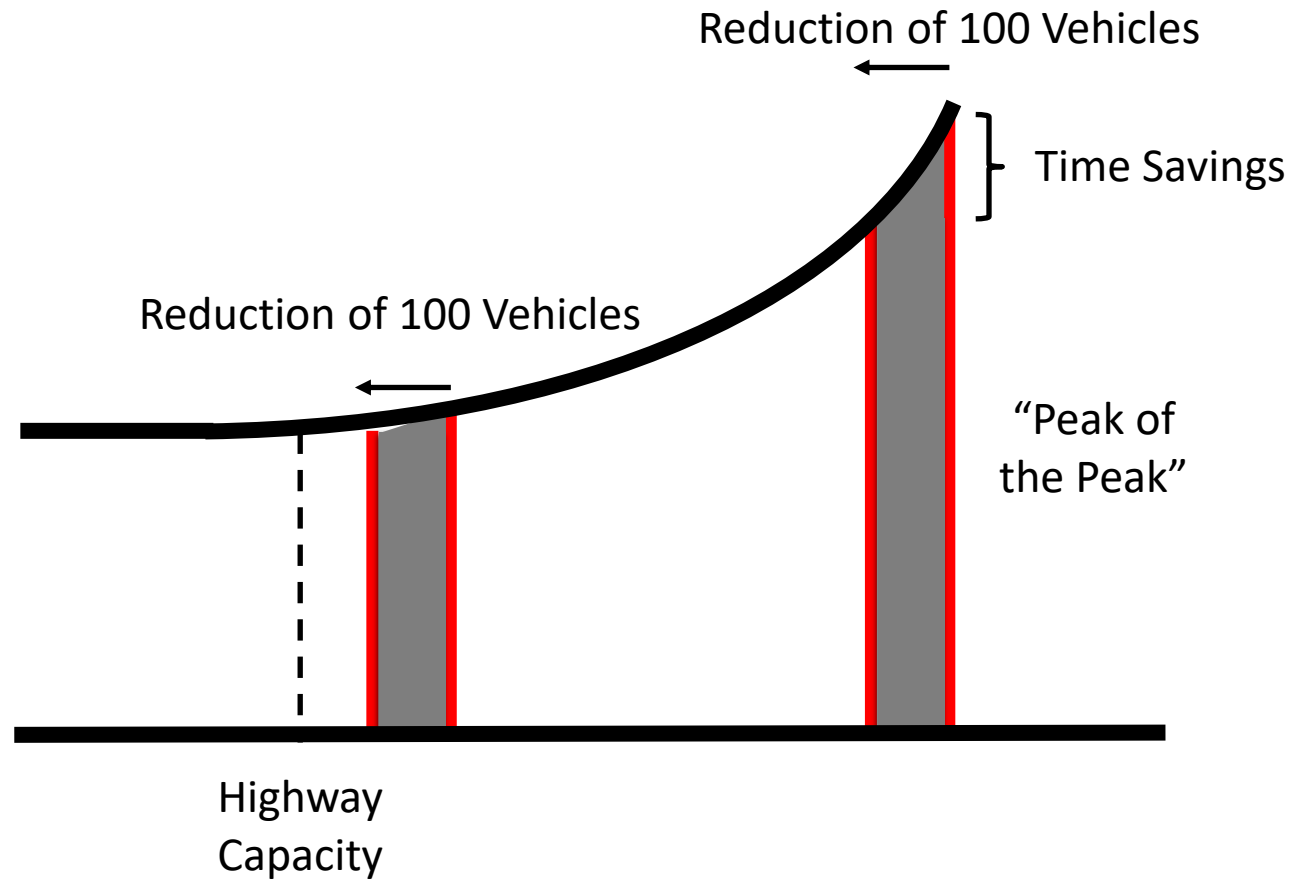 Reduction of 100 Vehicles
Time Savings
Reduction of 100 Vehicles
“Peak of
the Peak”
Highway
Capacity